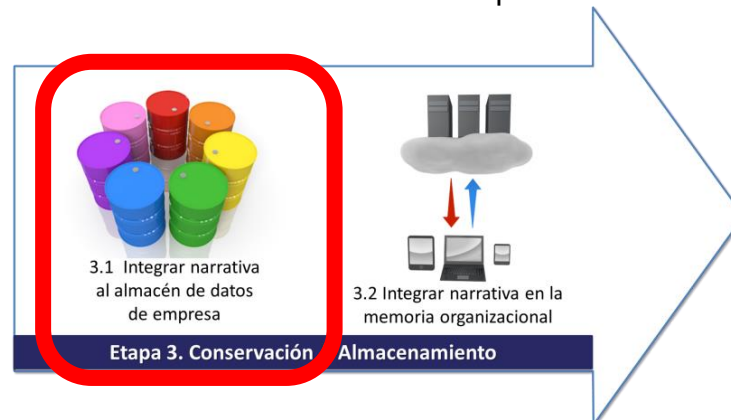 3.1 Integrar narrativa
al almacén de datos
de empresa
3.2 Integrar narrativa en la
memoria organizacional
Etapa 3. Conservación Almacenamiento